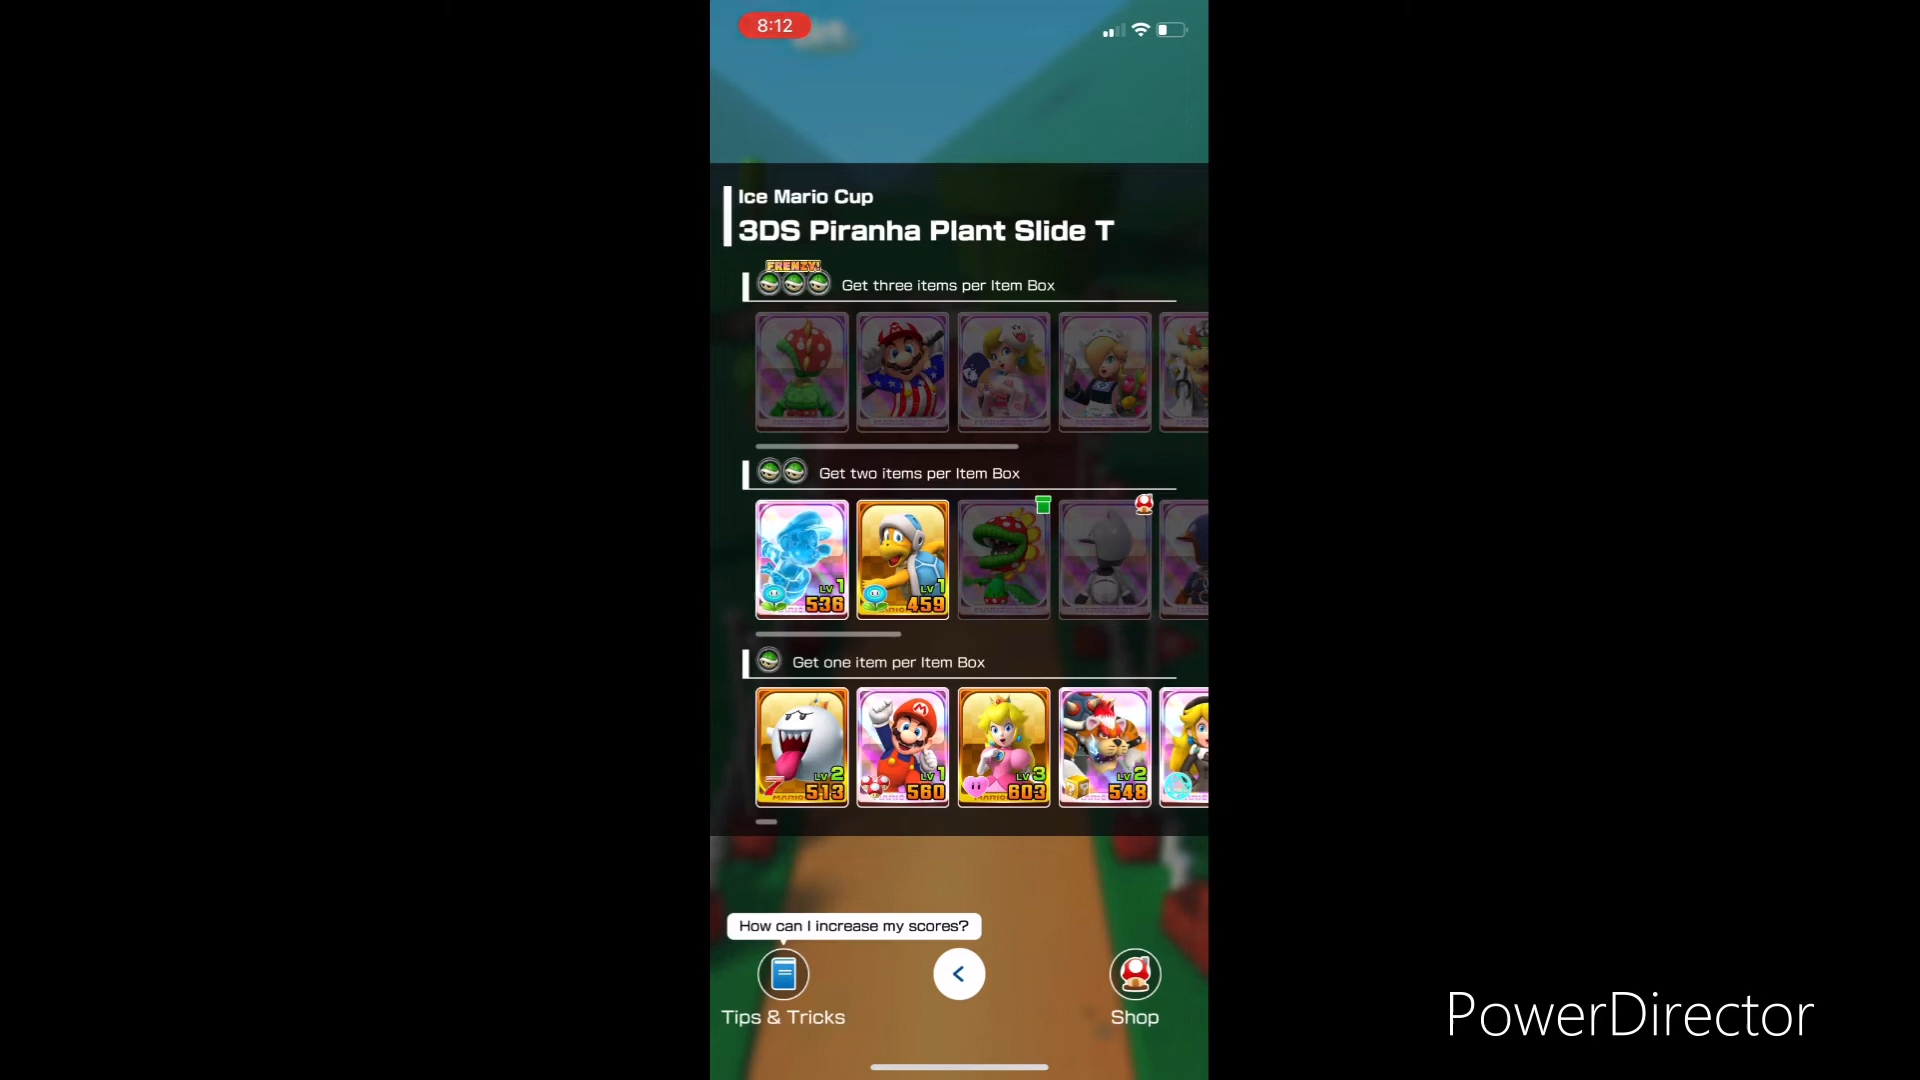 8:12
Ice Mario Cup
3DS Piranha Plant Slide T
FRENZY!
Get three items per Item Box
Get two items per Item Box
LV 1
536
LV 1
459
Get one item per Item Box
LV 2
513
LV 1
560
LV 3
603
LV 2
548
How can I increase my scores?
Tips & Tricks
Shop
PowerDirector